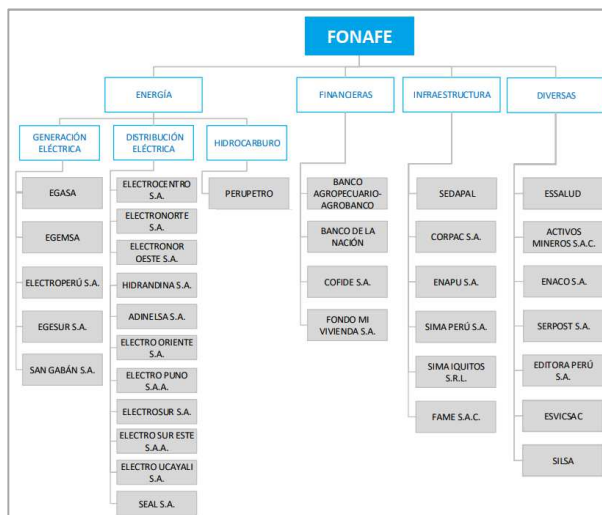 FONAFE
ENERGÍA
FINANCIERAS
INFRAESTRUCTURA
DIVERSAS
GENERACIÓN
ELÉCTRICA
DISTRIBUCIÓN
ELÉCTRICA
HIDROCARBURO
EGASA
EGEMSA
ELECTROPERÚ S.A.
EGESUR S.A.
SAN GABÁN S.A.
ELECTROCENTRO
S.A.
ELECTRONORTE
S.A.
ELECTRONOR
OESTE S.A.
HIDRANDINA S.A.
ADINELSA S.A.
ELECTRO ORIENTE
S.A.
ELECTRO PUNO
S.A.A.
ELECTROSUR S.A.
ELECTRO SUR ESTE
S.A.A.
ELECTRO UCAYALI
S.A.
SEAL S.A.
PERUPETRO
BANCO
AGROPECUARIO-
AGROBANCO
BANCO DE LA
NACIÓN
COFIDE S.A.
FONDO MI
VIVIENDA S.A.
SEDAPAL
CORPAC S.A.
ENAPU S.A.
SIMA PERÚ S.A.
SIMA IQUITOS
S.R.L.
FAME S.A.C.
ESSALUD
ACTIVOS
MINEROS S.A.C.
ENACO S.A.
SERPOST S.A.
EDITORA PERÚ
S.A.
ESVICSAC
SILSA